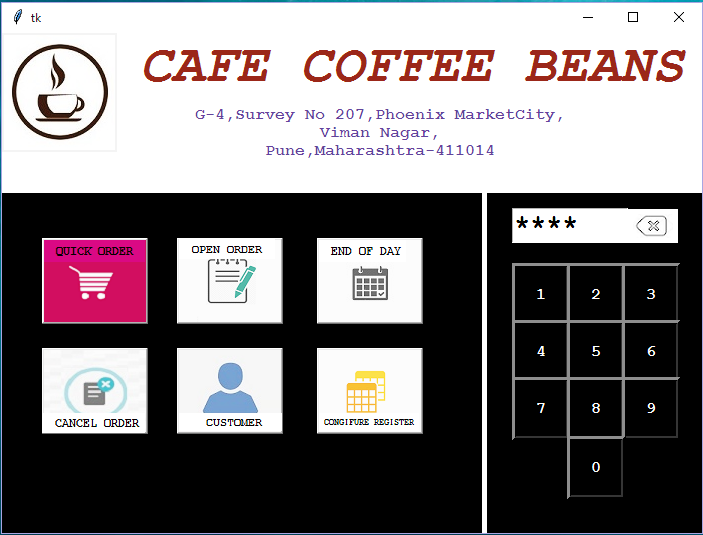 tk
CAFE COFFEE BEANS
G-4,Survey No 207,Phoenix MarketCity,
Viman Nagar,
Pune,Maharashtra-411014
QUICK ORDER
OPEN ORDER
END OF DAY
CANCEL ORDER
CUSTOMER
CONGIFURE REGISTER
****
1 2 3
4 5 6
7 8 9
0